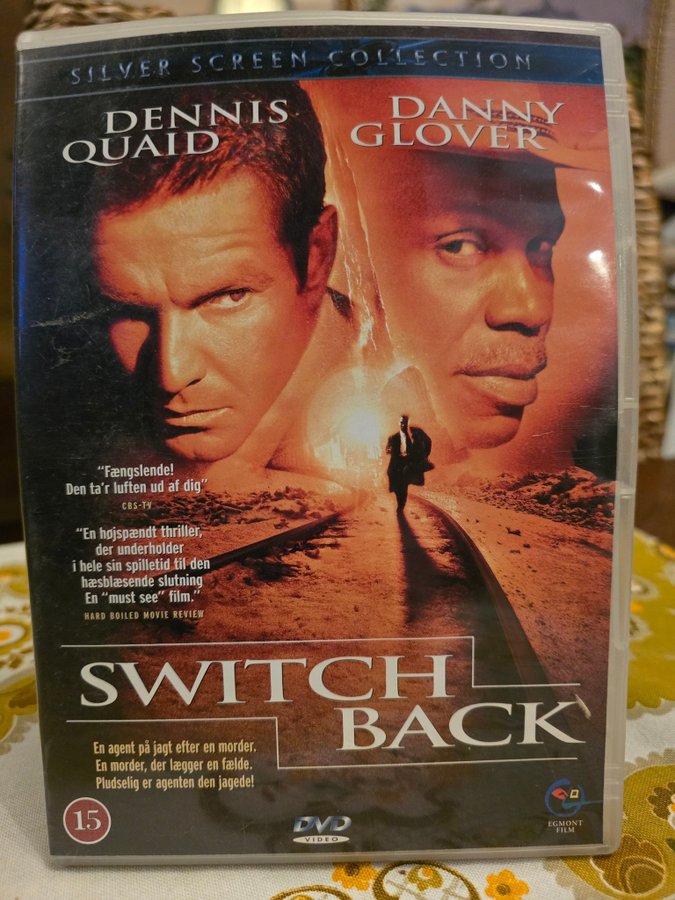 SILVER SCREEN COLLECTION
DENNIS QUAID
DANNY GLOVER
"Fængslende!
Den ta'r luften ud af dig"
CBS-TV
"En højspændt thriller,
der underholder
i hele sin spilletid til den
hæsblæsende slutning
En "must see" film."
HARD BOILED MOVIE REVIEW
SWITCH
BACK
En agent på jagt efter en morder.
En morder, der lægger en fælde.
Pludselig er agenten den jagede!
15
DVD
VIDEO
EGMONT
FILM